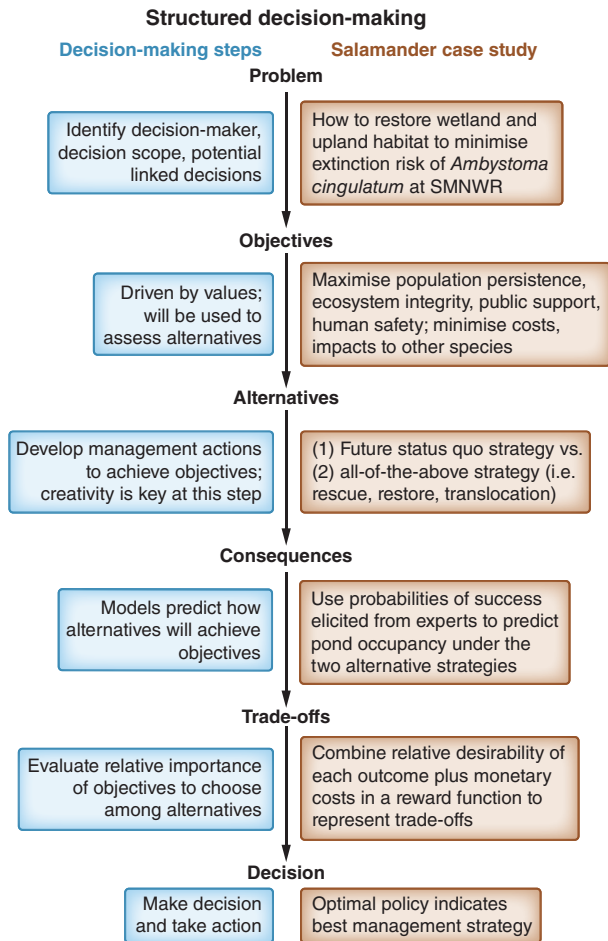 Structured decision-making
Decision-making steps
Salamander case study
Problem
Identify decision-maker,
decision scope, potential
linked decisions
How to restore wetland and
upland habitat to minimise
extinction risk of Ambystoma
cingulatum at SMNWR
Objectives
Driven by values;
will be used to
assess alternatives
Maximise population persistence,
ecosystem integrity, public support,
human safety; minimise costs,
impacts to other species
Alternatives
Develop management actions
to achieve objectives;
creativity is key at this step
(1) Future status quo strategy vs.
(2) all-of-the-above strategy (i.e.
rescue, restore, translocation)
Consequences
Models predict how
alternatives will achieve
objectives
Use probabilities of success
elicited from experts to predict
pond occupancy under the
two alternative strategies
Trade-offs
Evaluate relative importance
of objectives to choose
among alternatives
Combine relative desirability of
each outcome plus monetary
costs in a reward function to
represent trade-offs
Decision
Make decision
and take action
Optimal policy indicates
best management strategy